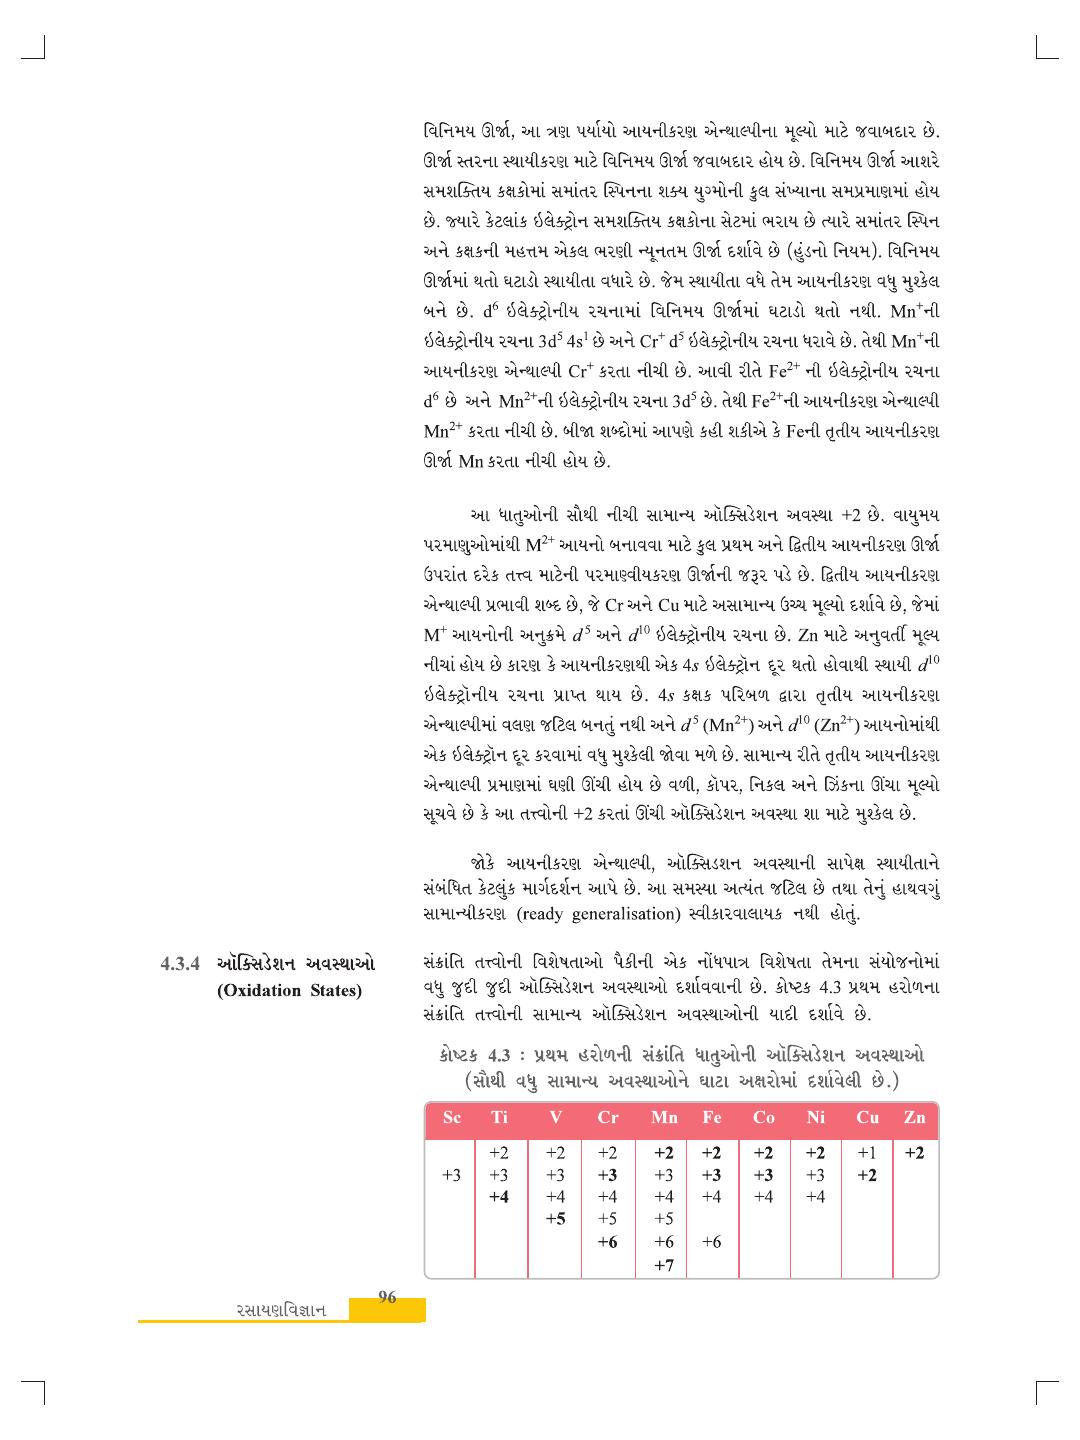 વિનિમય ઊર્જા, આ ત્રણ પર્યાયો આયનીકરણ એન્થાલ્પીના મૂલ્યો માટે જવાબદાર છે.
ઊર્જા સ્તરના સ્થાયીકરણ માટે વિનિમય ઊર્જા જવાબદાર હોય છે. વિનિમય ઊર્જા આશરે
સમશક્તિય કક્ષકોમાં સમાંતર સ્પિનના શક્ય યુગ્મોની કુલ સંખ્યાના સમપ્રમાણમાં હોય
છે. જ્યારે કેટલાંક ઇલેક્ટ્રોન સમશક્તિય કક્ષકોના સેટમાં ભરાય છે ત્યારે સમાંતર સ્પિન
અને કક્ષકની મહત્તમ એકલ ભરણી ન્યૂનતમ ઊર્જા દર્શાવે છે (હુંડનો નિયમ). વિનિમય
ઊર્જામાં થતો ઘટાડો સ્થાયીતા વધારે છે. જેમ સ્થાયીતા વધે તેમ આયનીકરણ વધુ મુશ્કેલ
બને છે. d⁶ ઇલેક્ટ્રોનીય રચનામાં વિનિમય ઊર્જામાં ઘટાડો થતો નથી. Mn⁺ની
ઇલેક્ટ્રોનીય રચના 3d⁵ 4s¹ છે અને Cr⁺ d⁵ ઇલેક્ટ્રોનીય રચના ધરાવે છે. તેથી Mn⁺ની
આયનીકરણ એન્થાલ્પી Cr⁺ કરતા નીચી છે. આવી રીતે Fe²⁺ ની ઇલેક્ટ્રોનીય રચના
d⁶ છે અને Mn²⁺ની ઇલેક્ટ્રોનીય રચના 3d⁵ છે. તેથી Fe²⁺ની આયનીકરણ એન્થાલ્પી
Mn²⁺ કરતા નીચી છે. બીજા શબ્દોમાં આપણે કહી શકીએ કે Feની તૃતીય આયનીકરણ
ઊર્જા Mn કરતા નીચી હોય છે.
આ ધાતુઓની સૌથી નીચી સામાન્ય ઑક્સિડેશન અવસ્થા +2 છે. વાયુમય
પરમાણુઓમાંથી M²⁺ આયનો બનાવવા માટે કુલ પ્રથમ અને દ્વિતીય આયનીકરણ ઊર્જા
ઉપરાંત દરેક તત્ત્વ માટેની પરમાણ્વીયકરણ ઊર્જાની જરૂર પડે છે. દ્વિતીય આયનીકરણ
એન્થાલ્પી પ્રભાવી શબ્દ છે, જે Cr અને Cu માટે અસામાન્ય ઉચ્ચ મૂલ્યો દર્શાવે છે, જેમાં
M⁺ આયનોની અનુક્રમે d⁵ અને d¹⁰ ઇલેક્ટ્રૉનીય રચના છે. Zn માટે અનુવર્તી મૂલ્ય
નીચાં હોય છે કારણ કે આયનીકરણથી એક 4s ઇલેક્ટ્રૉન દૂર થતો હોવાથી સ્થાયી d¹⁰
ઇલેક્ટ્રૉનીય રચના પ્રાપ્ત થાય છે. 4s કક્ષક પરિબળ દ્વારા તૃતીય આયનીકરણ
એન્થાલ્પીમાં વલણ જટિલ બનતું નથી અને d⁵ (Mn²⁺) અને d¹⁰ (Zn²⁺) આયનોમાંથી
એક ઇલેક્ટ્રૉન દૂર કરવામાં વધુ મુશ્કેલી જોવા મળે છે. સામાન્ય રીતે તૃતીય આયનીકરણ
એન્થાલ્પી પ્રમાણમાં ઘણી ઊંચી હોય છે વળી, કૉપર, નિકલ અને ઝિંકના ઊંચા મૂલ્યો
સૂચવે છે કે આ તત્ત્વોની +2 કરતાં ઊંચી ઑક્સિડેશન અવસ્થા શા માટે મુશ્કેલ છે.
જોકે આયનીકરણ એન્થાલ્પી, ઑક્સિડશન અવસ્થાની સાપેક્ષ સ્થાયીતાને
સંબંધિત કેટલુંક માર્ગદર્શન આપે છે. આ સમસ્યા અત્યંત જટિલ છે તથા તેનું હાથવગું
સામાન્યીકરણ (ready generalisation) સ્વીકારવાલાયક નથી હોતું.
4.3.4 ઑક્સિડેશન અવસ્થાઓ
(Oxidation States)
સંક્રાંતિ તત્ત્વોની વિશેષતાઓ પૈકીની એક નોંધપાત્ર વિશેષતા તેમના સંયોજનોમાં
વધુ જુદી જુદી ઑક્સિડેશન અવસ્થાઓ દર્શાવવાની છે. કોષ્ટક 4.3 પ્રથમ હરોળના
સંક્રાંતિ તત્ત્વોની સામાન્ય ઑક્સિડેશન અવસ્થાઓની યાદી દર્શાવે છે.
કોષ્ટક 4.3 : પ્રથમ હરોળની સંક્રાંતિ ધાતુઓની ઑક્સિડેશન અવસ્થાઓ
(સૌથી વધુ સામાન્ય અવસ્થાઓને ઘાટા અક્ષરોમાં દર્શાવેલી છે.)
Sc Ti V Cr Mn Fe Co Ni Cu Zn
+2 +2 +2 +2 +2 +2 +2 +1 +2
+3 +3 +3 +3 +3 +3 +3 +3 +2
+4 +4 +4 +4 +4 +4 +4
+5 +5 +5
+6 +6 +6
+7
રસાયણવિજ્ઞાન 96